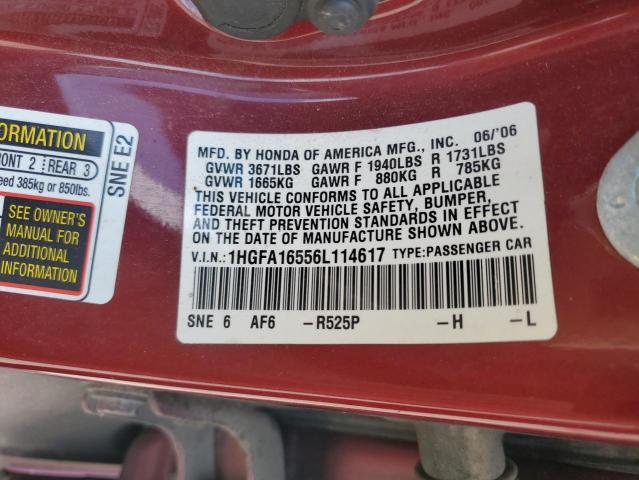 ORMATION
RONT 2 REAR 3
eed 385kg or 850lbs.
SEE OWNER'S
MANUAL FOR
ADDITIONAL
INFORMATION
SNE E2
MFD. BY HONDA OF AMERICA MFG., INC. 06/'06
GVWR 3671LBS GAWR F 1940LBS R 1731LBS
GVWR 1665KG GAWR F 880KG R 785KG
THIS VEHICLE CONFORMS TO ALL APPLICABLE
FEDERAL MOTOR VEHICLE SAFETY, BUMPER,
AND THEFT PREVENTION STANDARDS IN EFFECT
ON THE DATE OF MANUFACTURE SHOWN ABOVE.
V.I.N.: 1HGFA16556L114617 TYPE:PASSENGER CAR
SNE 6 AF6 -R525P -H -L